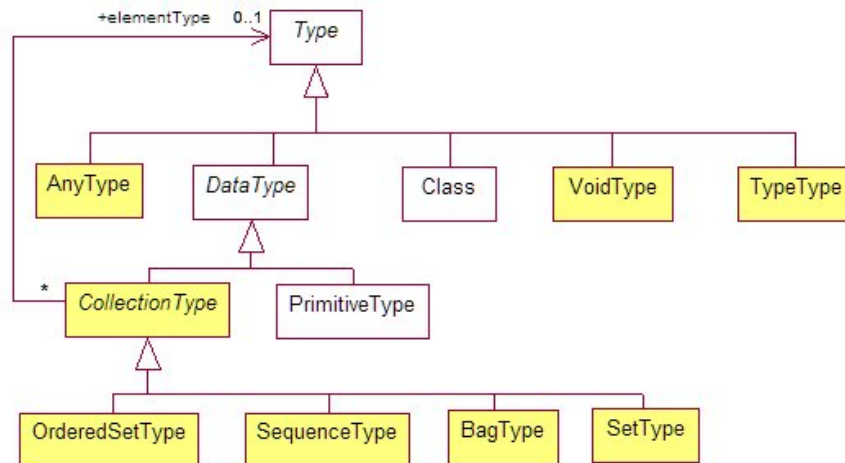 +elementType 0..1
Type
AnyType
DataType
Class
VoidType
TypeType
*
CollectionType
PrimitiveType
OrderedSetType
SequenceType
BagType
SetType